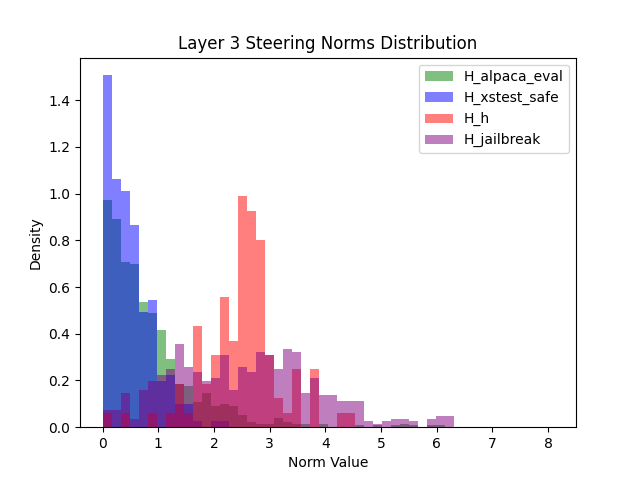 Layer 3 Steering Norms Distribution
H_alpaca_eval
H_xstest_safe
H_h
H_jailbreak
1.4
1.2
1.0
0.8
0.6
0.4
0.2
0.0
Density
0 1 2 3 4 5 6 7 8
Norm Value